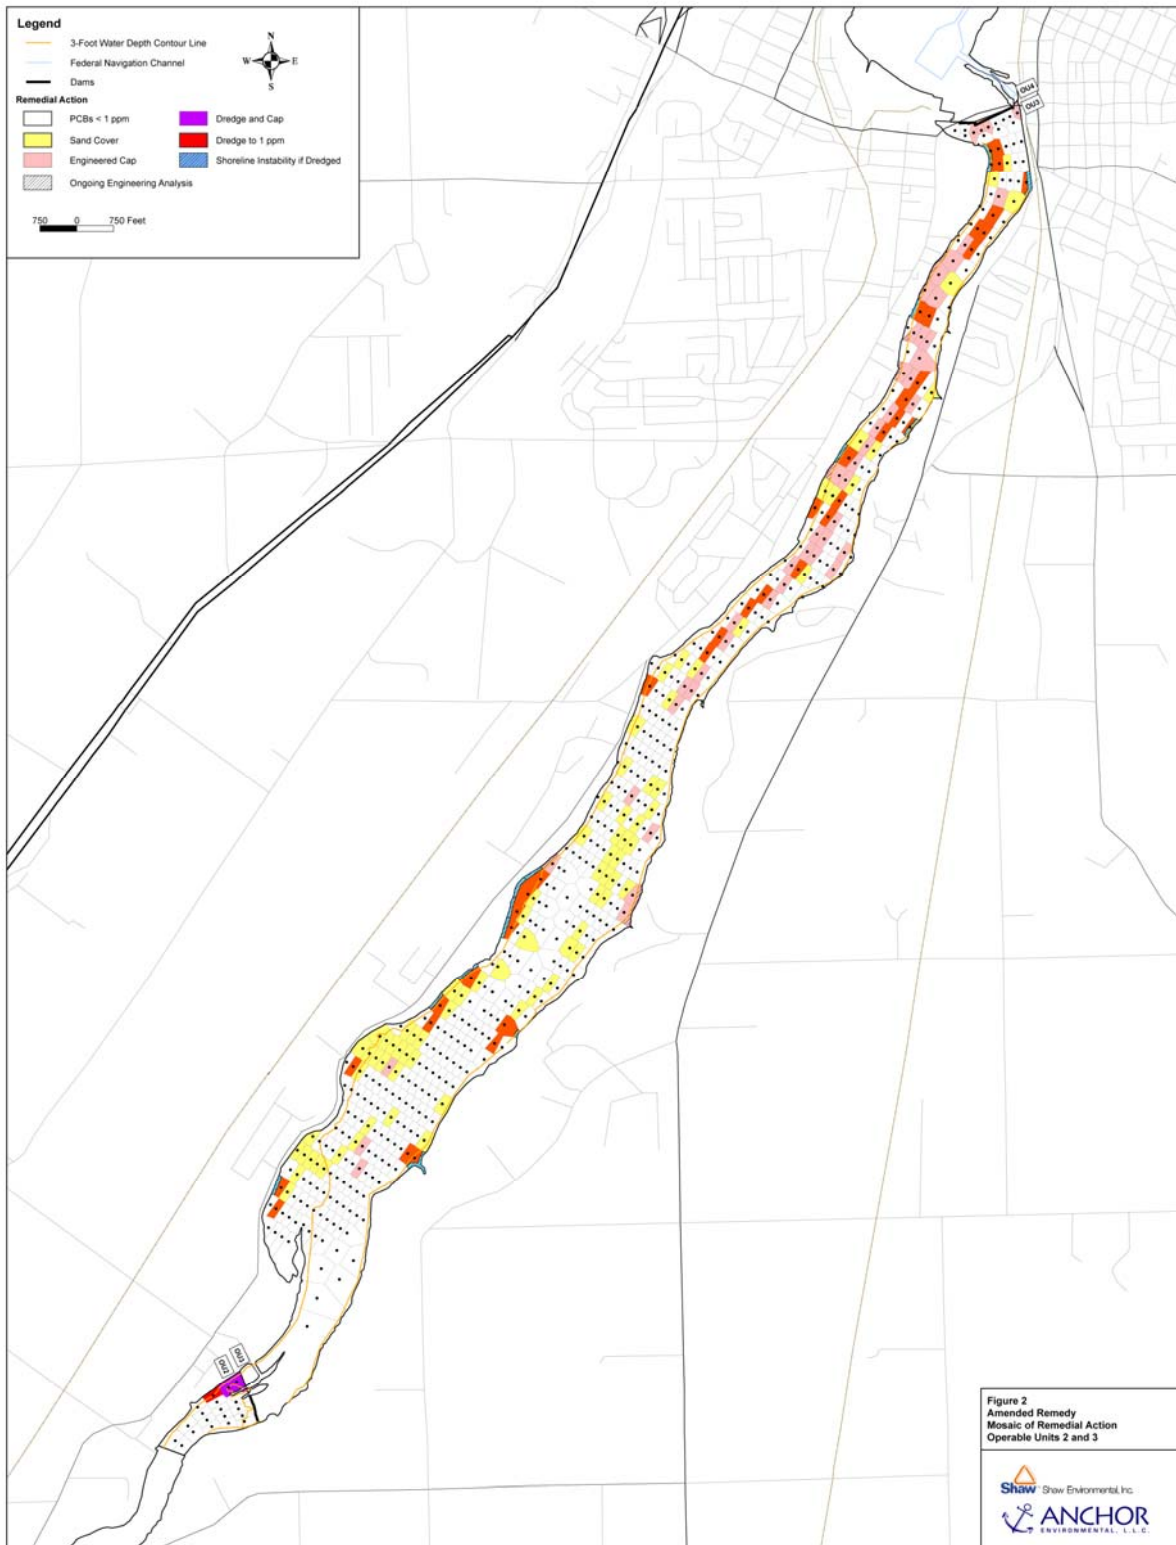 Legend
3-Foot Water Depth Contour Line
Federal Navigation Channel
Dams
N
W E
S
Remedial Action
PCBs < 1 ppm
Sand Cover
Engineered Cap
Ongoing Engineering Analysis
Dredge and Cap
Dredge to 1 ppm
Shoreline Instability if Dredged
750 0 750 Feet
OU4
OU3
OU2
OU3
Figure 2
Amended Remedy
Mosaic of Remedial Action
Operable Units 2 and 3
Shaw Shaw Environmental, Inc.
ANCHOR
ENVIRONMENTAL, L.L.C.